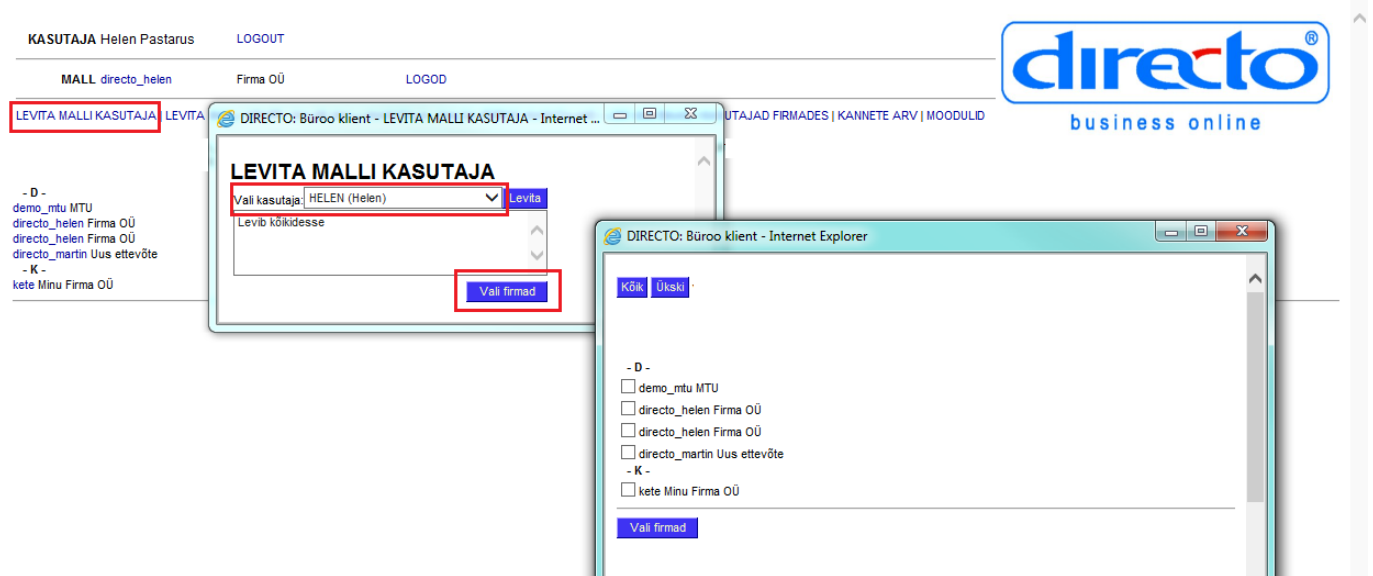 KASUTAJA Helen Pastarus LOGOUT
MALL directo_helen Firma OÜ LOGOD
directo®
business online
LEVITA MALLI KASUTAJA | LEVITA
UTAJAD FIRMADES | KANNETE ARV | MOODULID
- D -
demo_mtu MTU
directo_helen Firma OÜ
directo_helen Firma OÜ
directo_martin Uus ettevõte
- K -
kete Minu Firma OÜ
DIRECTO: Büroo klient - LEVITA MALLI KASUTAJA - Internet ...
LEVITA MALLI KASUTAJA
Vali kasutaja: HELEN (Helen) Levita
Levib kõikidesse
Vali firmad
DIRECTO: Büroo klient - Internet Explorer
Kõik Ükski
- D -
demo_mtu MTU
directo_helen Firma OÜ
directo_helen Firma OÜ
directo_martin Uus ettevõte
- K -
kete Minu Firma OÜ
Vali firmad